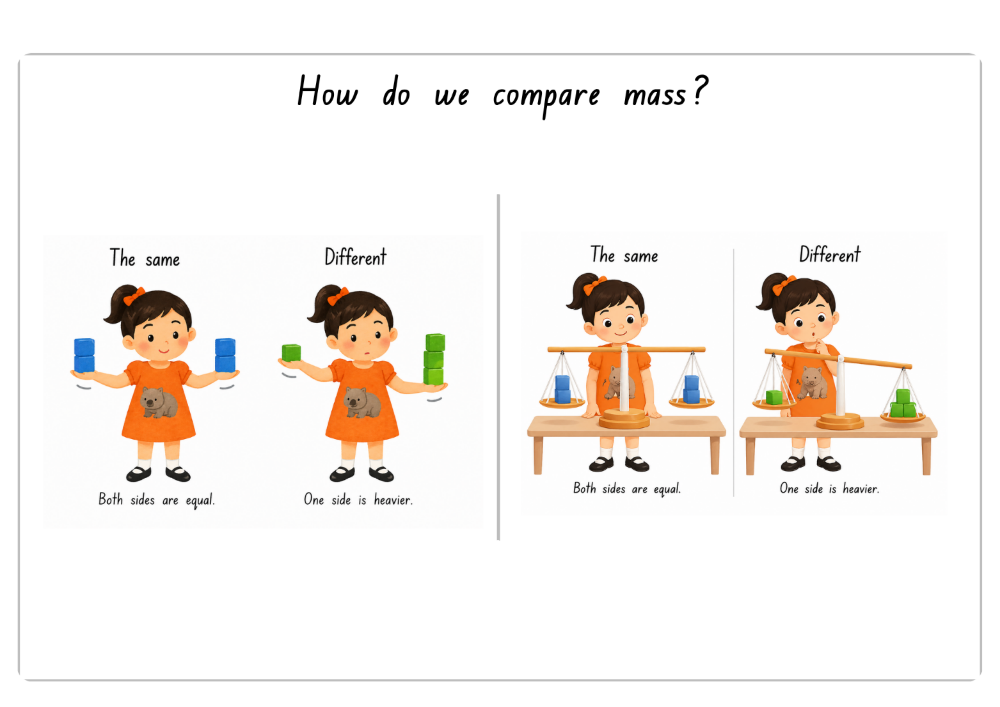 How do we compare mass?
The same
Different
Both sides are equal.
One side is heavier.
The same
Different
Both sides are equal.
One side is heavier.